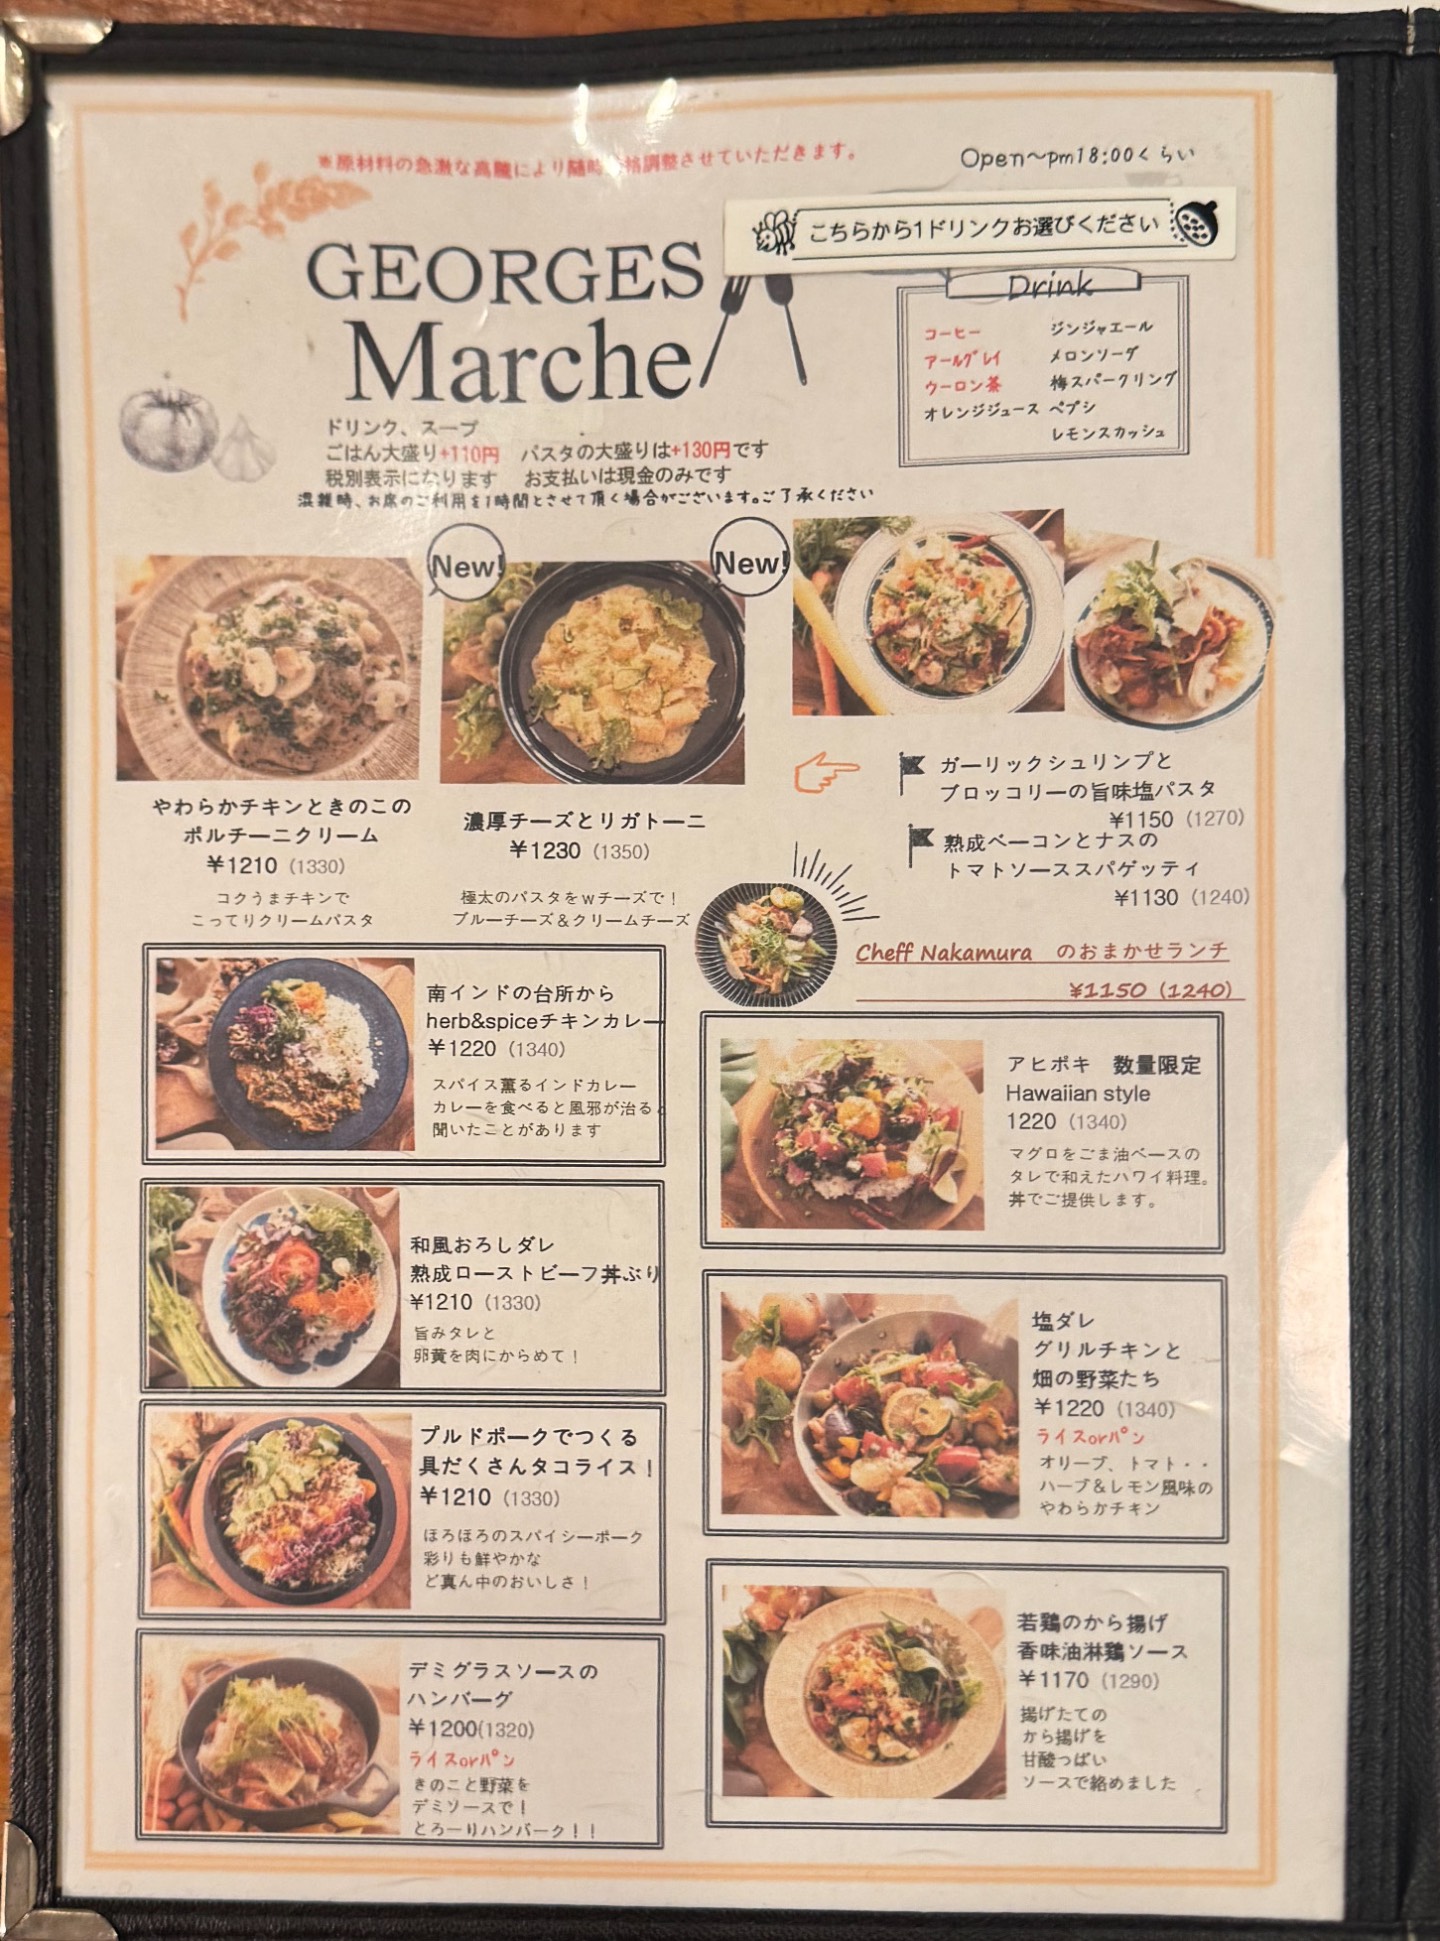 ※原材料の急激な高騰により随時価格調整させていただきます。
Open～pm18:00くらい
こちらから1ドリンクお選びください
GEORGES
Marche
Drink
コーヒー
アールグレイ
ウーロン茶
オレンジジュース
ジンジャエール
メロンソーダ
梅スパークリング
ペプシ
レモンスカッシュ
ドリンク、スープ
ごはん大盛り+110円 パスタの大盛りは+130円です
税別表示になります お支払いは現金のみです
混雑時、お席のご利用を1時間とさせて頂く場合がございます。ご了承ください
New!
New!
やわらかチキンときのこの
ポルチーニクリーム
￥1210 (1330)
コクうまチキンで
こってりクリームパスタ
濃厚チーズとリガトーニ
￥1230 (1350)
極太のパスタをwチーズで！
ブルーチーズ＆クリームチーズ
ガーリックシュリンプと
ブロッコリーの旨味塩パスタ
¥1150 (1270)
熟成ベーコンとナスの
トマトソーススパゲッティ
¥1130 (1240)
Cheff Nakamura のおまかせランチ
¥1150 (1240)
南インドの台所から
herb&spiceチキンカレー
￥1220 (1340)
スパイス薫るインドカレー
カレーを食べると風邪が治ると
聞いたことがあります
和風おろしダレ
熟成ローストビーフ丼ぶり
¥1210 (1330)
旨みタレと
卵黄を肉にからめて！
プルドポークでつくる
具だくさんタコライス！
￥1210 (1330)
ほろほろのスパイシーポーク
彩りも鮮やかな
ど真ん中のおいしさ！
デミグラスソースの
ハンバーグ
￥1200(1320)
ライスorパン
きのこと野菜を
デミソースで！
とろーりハンバーク！！
アヒポキ 数量限定
Hawaiian style
1220 (1340)
マグロをごま油ベースの
タレで和えたハワイ料理。
丼でご提供します。
塩ダレ
グリルチキンと
畑の野菜たち
￥1220 (1340)
ライスorパン
オリーブ、トマト・・
ハーブ＆レモン風味の
やわらかチキン
若鶏のから揚げ
香味油淋鶏ソース
￥1170 (1290)
揚げたての
から揚げを
甘酸っぱい
ソースで絡めました